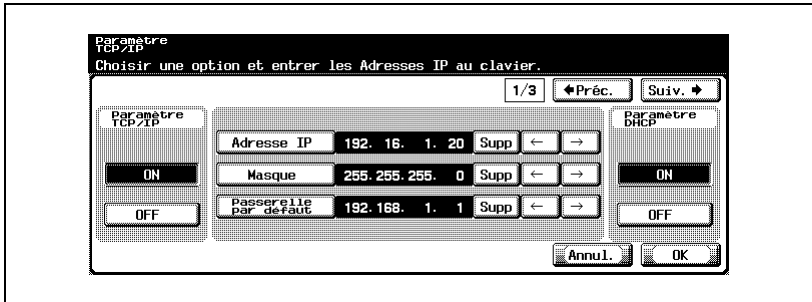 Paramètre
TCP/IP
Choisir une option et entrer les Adresses IP au clavier.
1/3 ←Préc. Suiv. →
Paramètre
TCP/IP
Paramètre
DHCP
Adresse IP 192. 16. 1. 20 Supp ← →
ON Masque 255.255.255. 0 Supp ← → ON
Passerelle
par défaut 192.168. 1. 1 Supp ← →
OFF OFF
Annul. OK